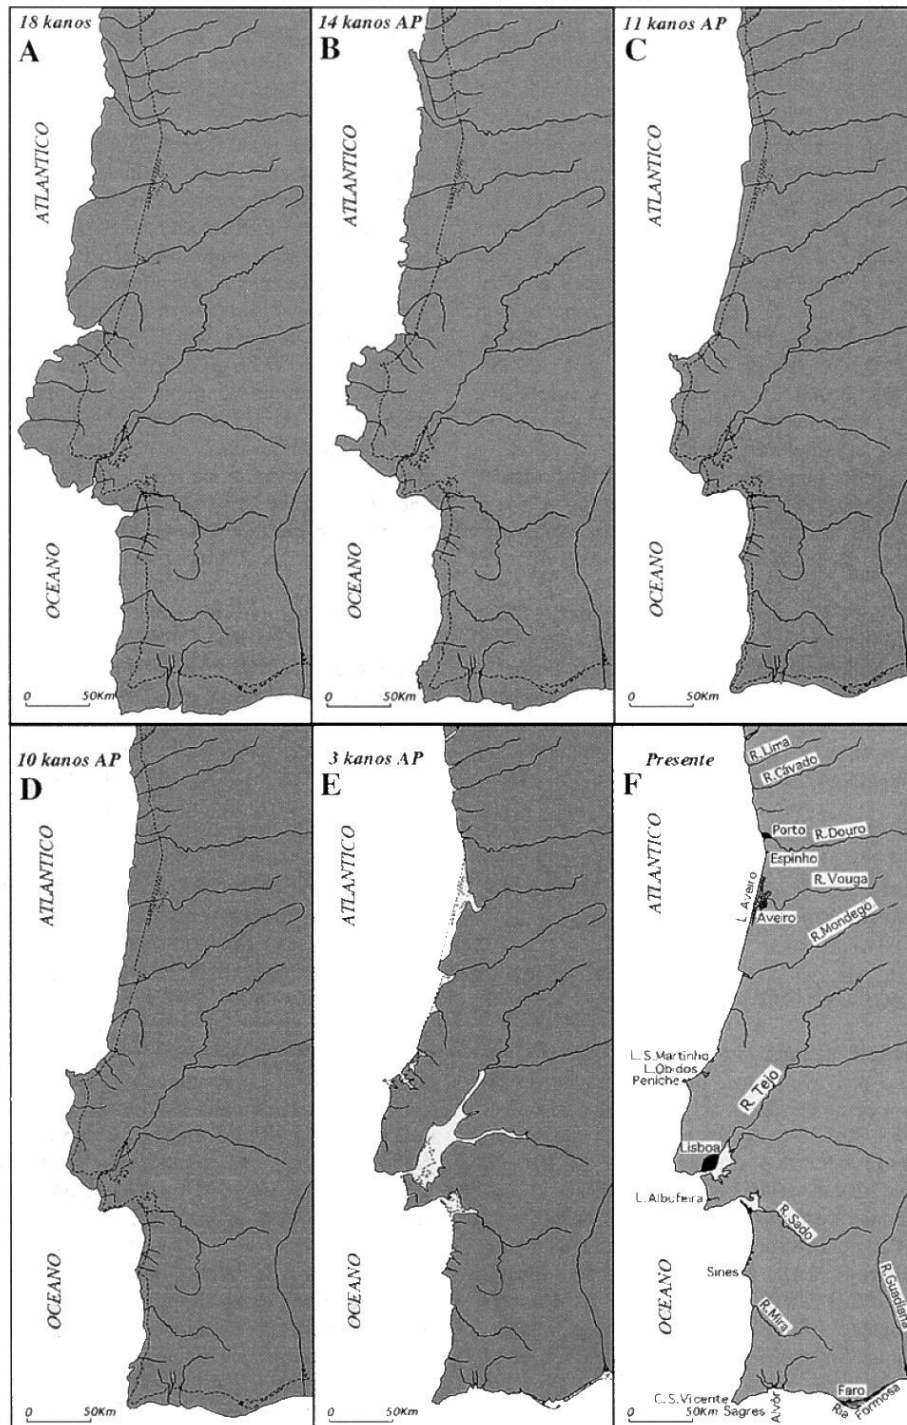 18 kanos AP
A
ATLANTICO
OCEANO
0 50Km
14 kanos AP
B
ATLANTICO
OCEANO
0 50Km
11 kanos AP
C
ATLANTICO
OCEANO
0 50Km
10 kanos AP
D
ATLANTICO
OCEANO
0 50Km
3 kanos AP
E
ATLANTICO
OCEANO
0 50Km
Presente
F
R.Lima
R.Cávado
ATLANTICO
Porto
R.Douro
Espinho
R.Vouga
L. Aveiro
Aveiro
R.Mondego
L. S.Martinho
L.Obidos
Peniche
R. Tejo
Lisboa
L. Albufeira
R.Sado
OCEANO
Sines
R.Guadiana
R.Mira
C.S.Vicente
Faro
0 50Km
Sagres
Alvôr
Ria Formosa